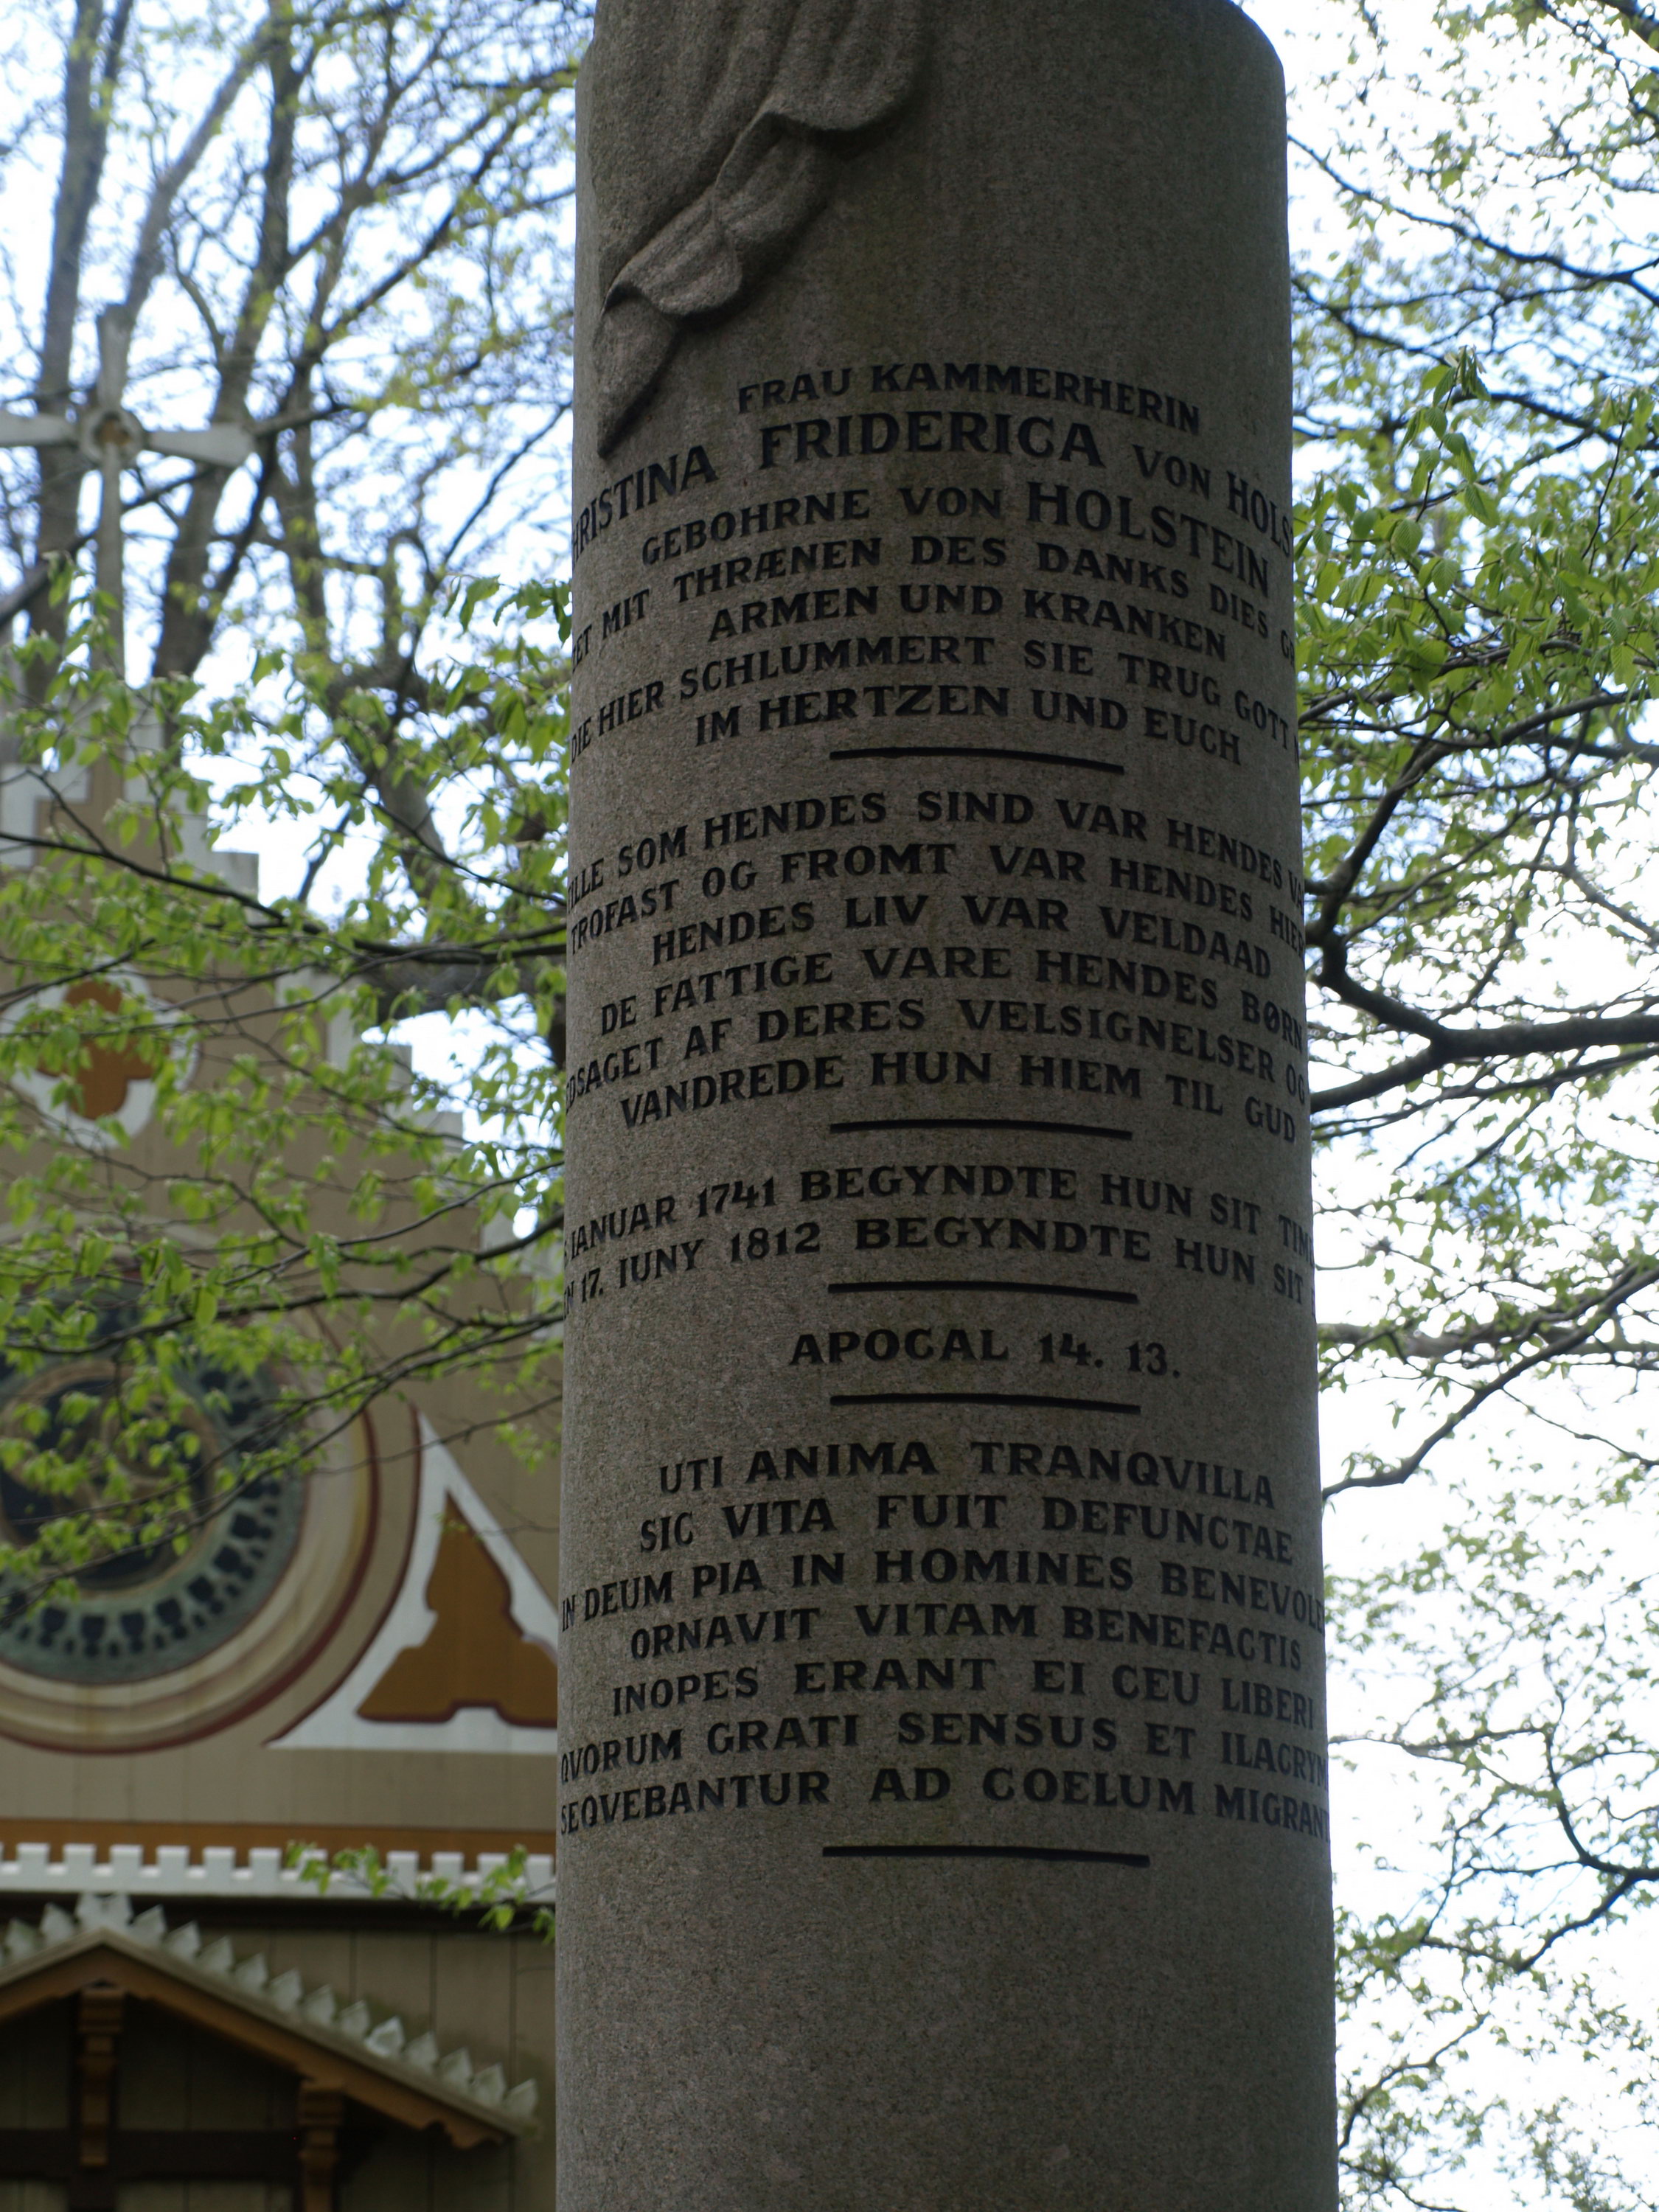 FRAU KAMMERHERIN
FRIDERICA VON
GEBOHRNE VON HOLSTEIN
MIT THRÆNEN DES DANKS DIES
ARMEN UND KRANKEN
DIE HIER SCHLUMMERT SIE TRUG GOTT
IM HERTZEN UND EUCH
SOM HENDES SIND VAR HENDES
TROFAST OG FROMT VAR HENDES
HENDES LIV VAR VELDAAD
DE FATTIGE VARE HENDES BØRN
AF DERES VELSIGNELSER OG
VANDREDE HUN HIEM TIL GUD
IANUAR 1741 BEGYNDTE HUN SIT
17. IUNY 1812 BEGYNDTE HUN SIT
APOCAL 14. 13.
UTI ANIMA TRANQVILLA
SIC VITA FUIT DEFUNCTAE
IN DEUM PIA IN HOMINES
ORNAVIT VITAM BENEFACTIS
INOPES ERANT EI CEU LIBERI
QVORUM GRATI SENSUS ET
SEQVEBANTUR AD COELUM